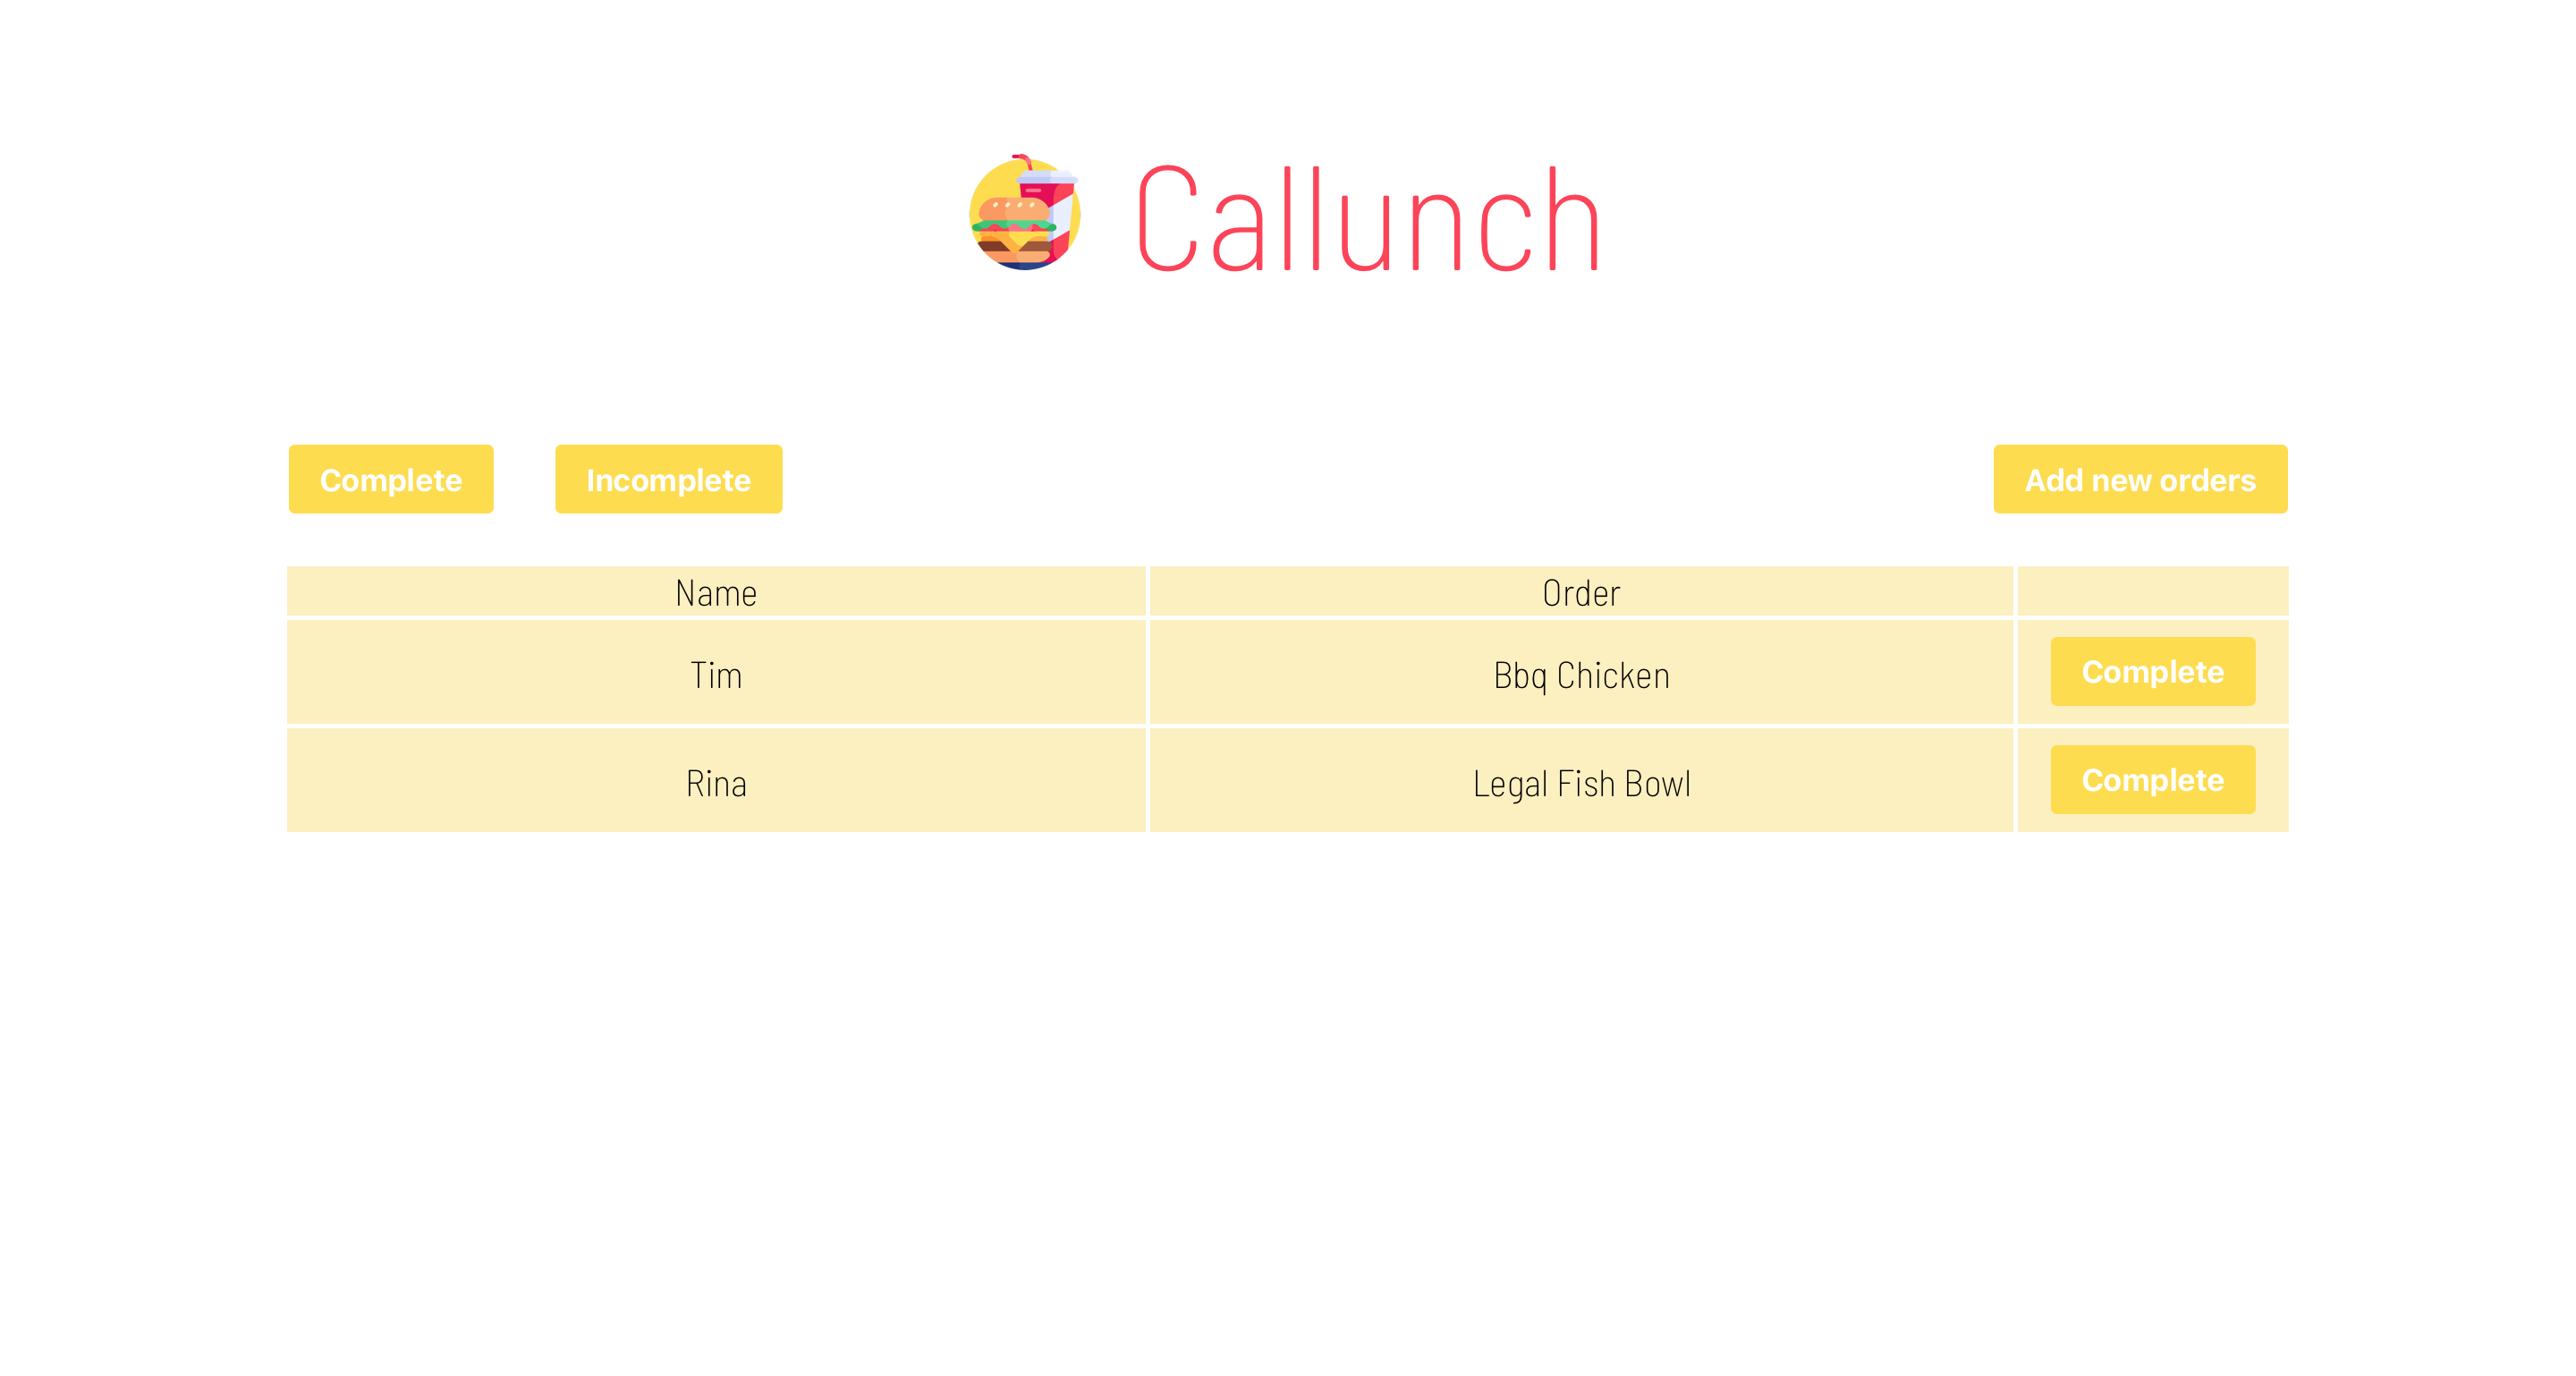 Callunch
Complete Incomplete Add new orders
Name Order
Tim Bbq Chicken Complete
Rina Legal Fish Bowl Complete